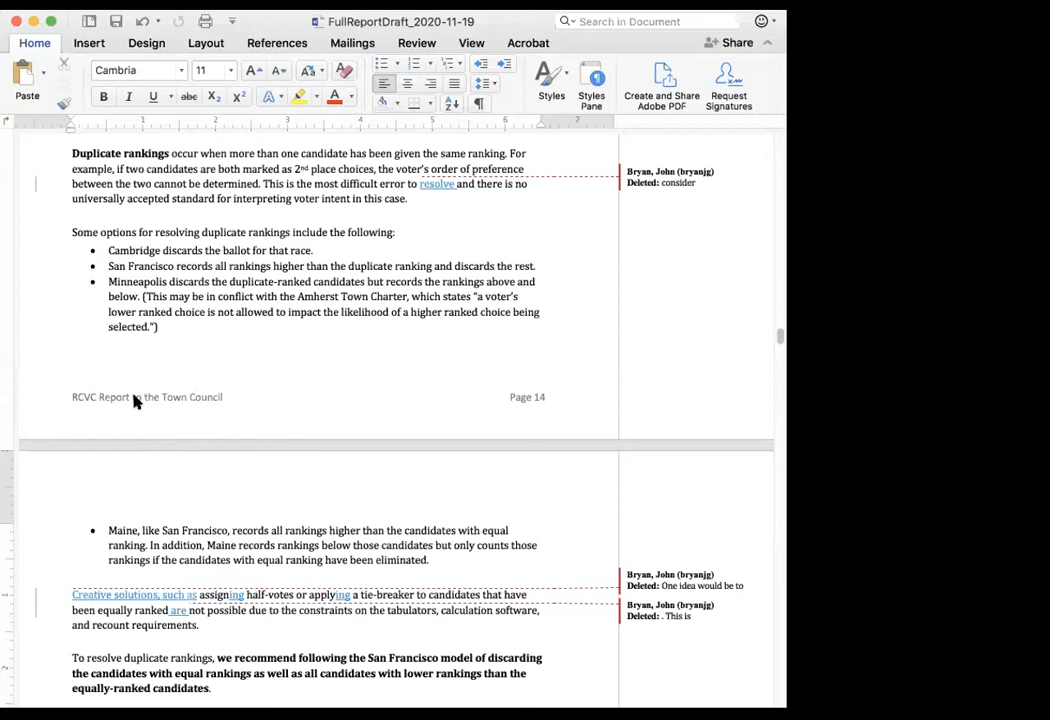 FullReportDraft_2020-11-19
Search in Document
Home Insert Design Layout References Mailings Review View Acrobat Share
Cambria 11
Paste Styles Styles Pane Create and Share Adobe PDF Request Signatures
B I U abc X2 X2 A A
1 2 3 4 5 6 7
Duplicate rankings occur when more than one candidate has been given the same ranking. For
example, if two candidates are both marked as 2nd place choices, the voter's order of preference
between the two cannot be determined. This is the most difficult error to resolve and there is no
universally accepted standard for interpreting voter intent in this case.
Bryan, John (bryanjg)
Deleted: consider
Some options for resolving duplicate rankings include the following:
• Cambridge discards the ballot for that race.
• San Francisco records all rankings higher than the duplicate ranking and discards the rest.
• Minneapolis discards the duplicate-ranked candidates but records the rankings above and
below. (This may be in conflict with the Amherst Town Charter, which states "a voter's
lower ranked choice is not allowed to impact the likelihood of a higher ranked choice being
selected.")
RCVC Report to the Town Council Page 14
• Maine, like San Francisco, records all rankings higher than the candidates with equal
ranking. In addition, Maine records rankings below those candidates but only counts those
rankings if the candidates with equal ranking have been eliminated.
Creative solutions, such as assigning half-votes or applying a tie-breaker to candidates that have
been equally ranked are not possible due to the constraints on the tabulators, calculation software,
and recount requirements.
Bryan, John (bryanjg)
Deleted: One idea would be to
Bryan, John (bryanjg)
Deleted: . This is
To resolve duplicate rankings, we recommend following the San Francisco model of discarding
the candidates with equal rankings as well as all candidates with lower rankings than the
equally-ranked candidates.